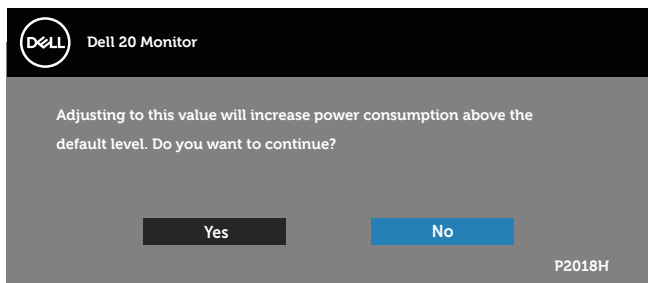 DELL
Dell 20 Monitor
Adjusting to this value will increase power consumption above the
default level. Do you want to continue?
Yes
No
P2018H